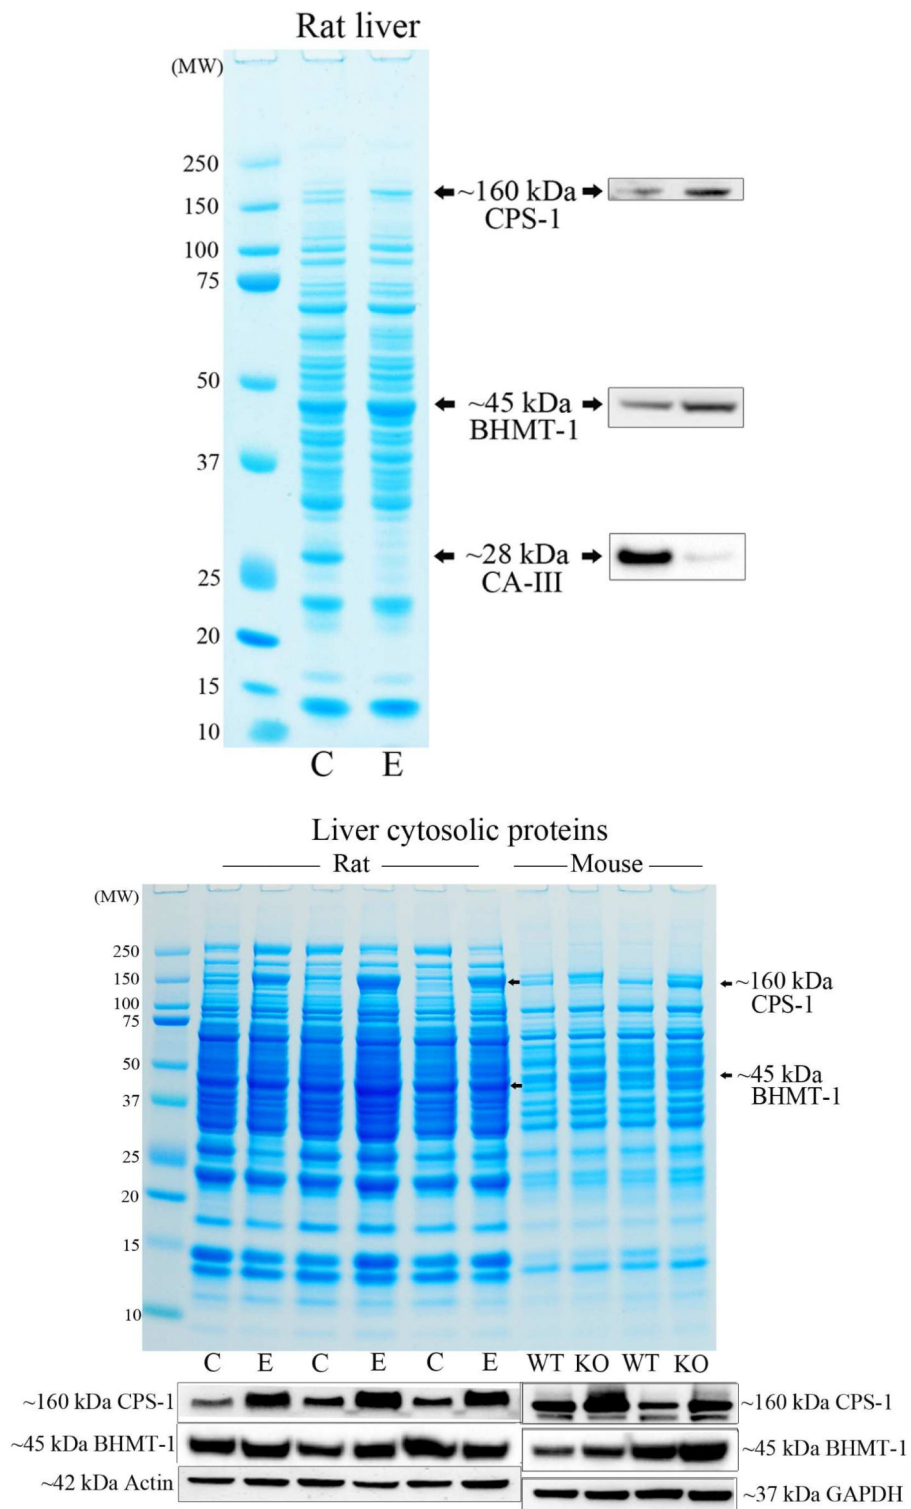 Rat liver
(MW)
250
150
100
75
50
37
25
20
15
10
~160 kDa
CPS-1
~45 kDa
BHMT-1
~28 kDa
CA-III
C E
Liver cytosolic proteins
Rat Mouse
(MW)
250
150
100
75
50
37
25
20
15
10
~160 kDa
CPS-1
~45 kDa
BHMT-1
C E C E C E WT KO WT KO
~160 kDa CPS-1 ~160 kDa CPS-1
~45 kDa BHMT-1 ~45 kDa BHMT-1
~42 kDa Actin ~37 kDa GAPDH